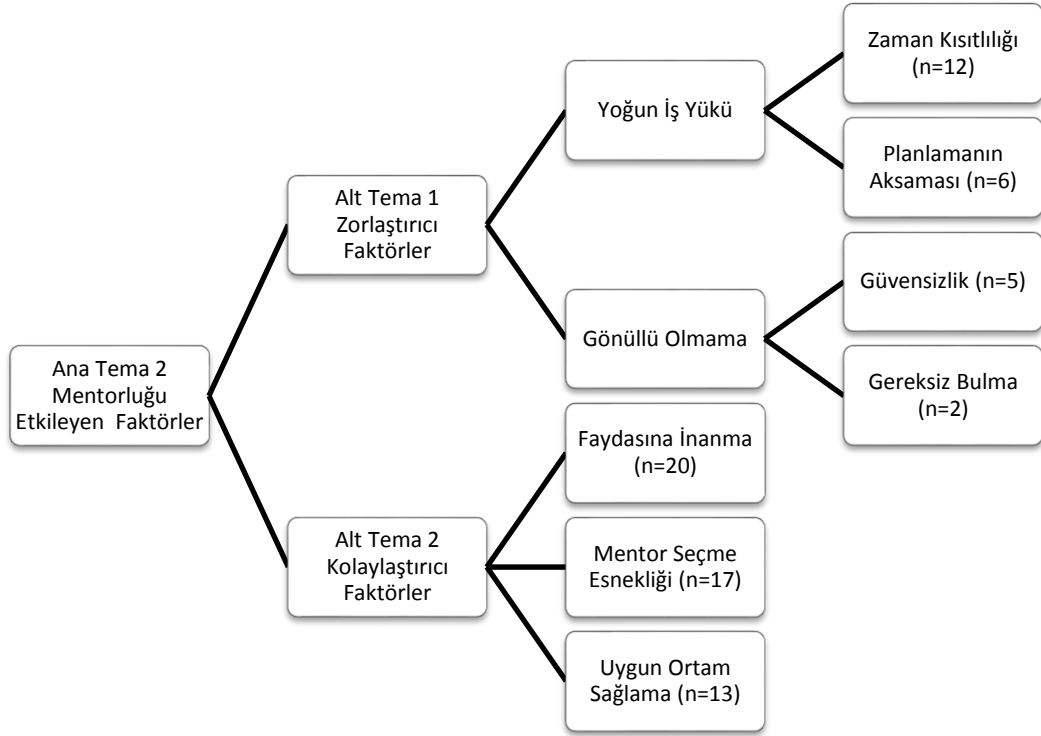 Ana Tema 2
Mentorluğu
Etkileyen Faktörler
Alt Tema 1
Zorlaştırıcı
Faktörler
Yoğun İş Yükü
Zaman Kısıtlılığı
(n=12)
Planlamanın
Aksaması (n=6)
Gönüllü Olmama
Güvensizlik (n=5)
Gereksiz Bulma
(n=2)
Alt Tema 2
Kolaylaştırıcı
Faktörler
Faydasına İnanma
(n=20)
Mentor Seçme
Esnekliği (n=17)
Uygun Ortam
Sağlama (n=13)